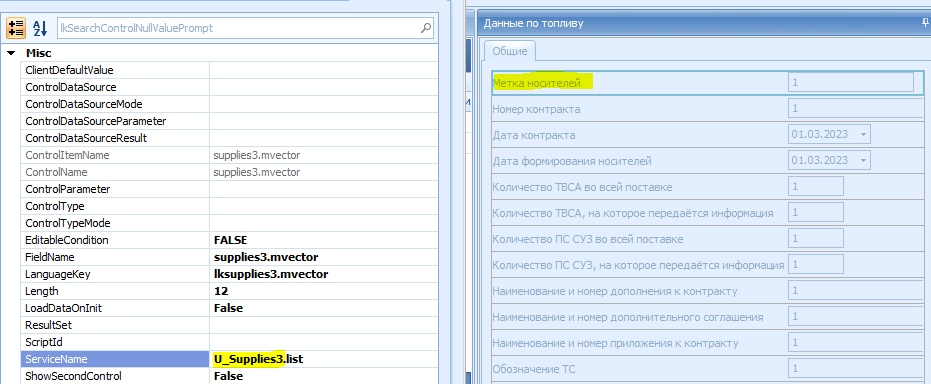 lkSearchControlNullValuePrompt
Misc
ClientDefaultValue
ControlDataSource
ControlDataSourceMode
ControlDataSourceParameter
ControlDataSourceResult
ControlItemName supplies3.mvector
ControlName supplies3.mvector
ControlParameter
ControlType
ControlTypeMode
EditableCondition FALSE
FieldName supplies3.mvector
LanguageKey lksupplies3.mvector
Length 12
LoadDataOnInit False
ResultSet
ScriptId
ServiceName U_Supplies3.list
ShowSecondControl False
Данные по топливу
Общие
Метка носителей 1
Номер контракта 1
Дата контракта 01.03.2023
Дата формирования носителей 01.03.2023
Количество ТВСА во всей поставке 1
Количество ТВСА, на которое передаётся информация 1
Количество ПС СУЗ во всей поставке 1
Количество ПС СУЗ, на которое передаётся информация 1
Наименование и номер дополнения к контракту 1
Наименование и номер дополнительного соглашения 1
Наименование и номер приложения к контракту 1
Обозначение ТС 1